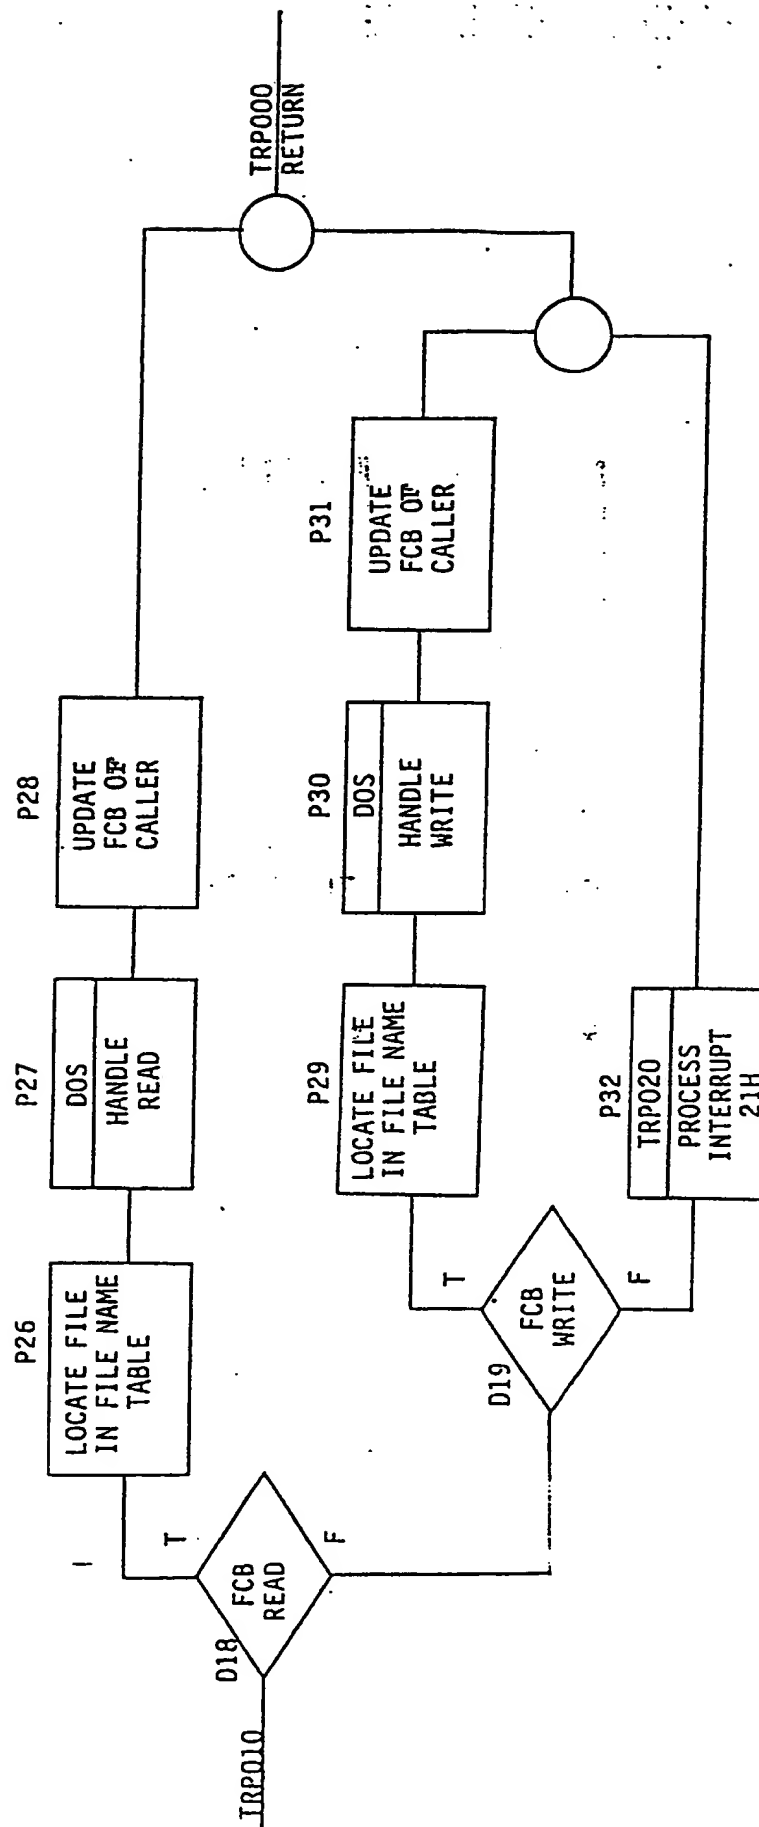 TRP010
D18
FCB
READ
T
F
P26
LOCATE FILE
IN FILE NAME
TABLE
P27
DOS
HANDLE
READ
P28
UPDATE
FCB OF
CALLER
D19
FCB
WRITE
T
F
P29
LOCATE FILE
IN FILE NAME
TABLE
P30
DOS
HANDLE
WRITE
P31
UPDATE
FCB OF
CALLER
P32
TRP020
PROCESS
INTERRUPT
21H
TRP000
RETURN